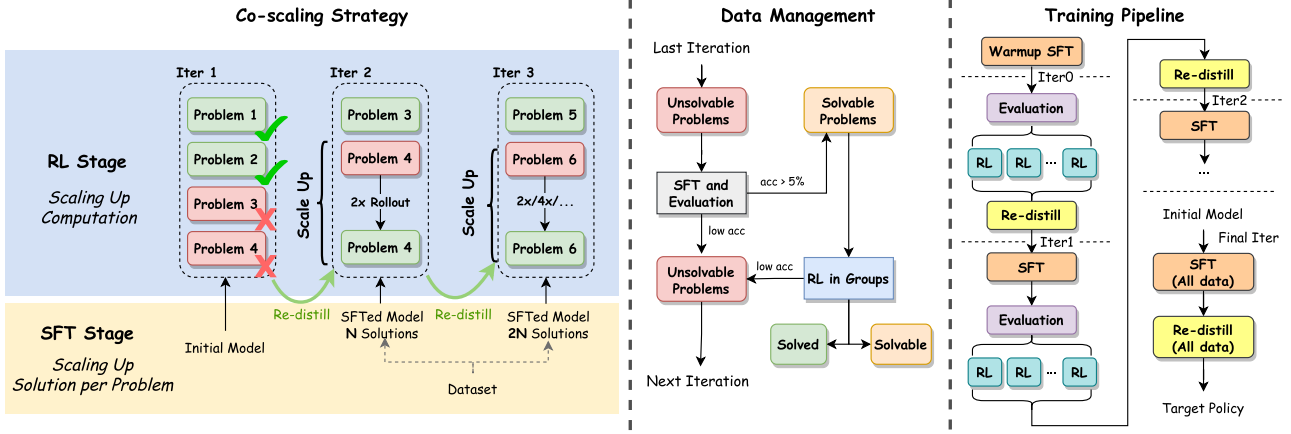 Co-scaling Strategy
RL Stage
Scaling Up
Computation
Iter 1
Problem 1
Problem 2
Problem 3
Problem 4
Iter 2
Problem 3
Problem 4
Scale Up
2x Rollout
Problem 4
Iter 3
Problem 5
Problem 6
Scale Up
2x/4x/...
Problem 6
Re-distill
Re-distill
SFT Stage
Scaling Up
Solution per Problem
Initial Model
SFTed Model
N Solutions
SFTed Model
2N Solutions
Dataset
Data Management
Last Iteration
Unsolvable
Problems
Solvable
Problems
SFT and
Evaluation
acc > 5%
low acc
Unsolvable
Problems
low acc
RL in Groups
Solved
Solvable
Next Iteration
Training Pipeline
Warmup SFT
Iter0
Evaluation
RL
RL
...
RL
Re-distill
Iter1
SFT
Evaluation
RL
RL
...
RL
Re-distill
Iter2
SFT
...
Initial Model
Final Iter
SFT
(All data)
Re-distill
(All data)
Target Policy